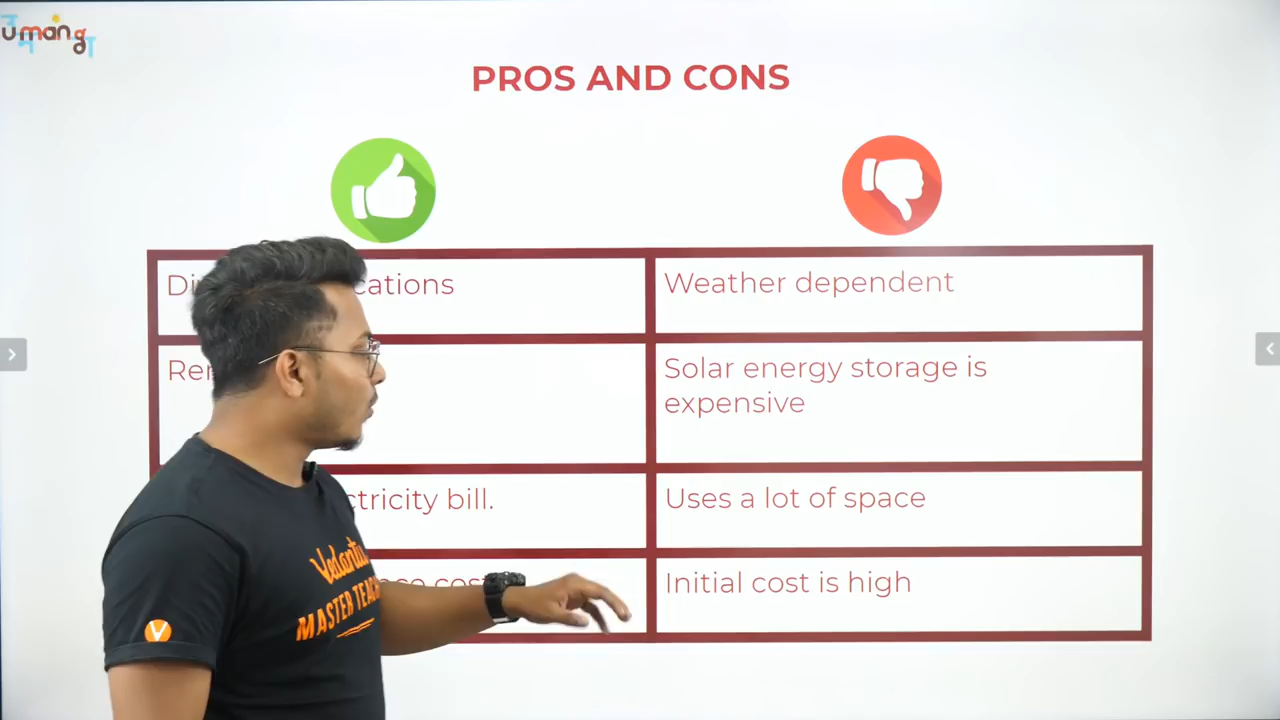 umang
PROS AND CONS
cations
Weather dependent
Solar energy storage is
expensive
ctricity bill.
Uses a lot of space
Initial cost is high
Vedantu
MASTER
V